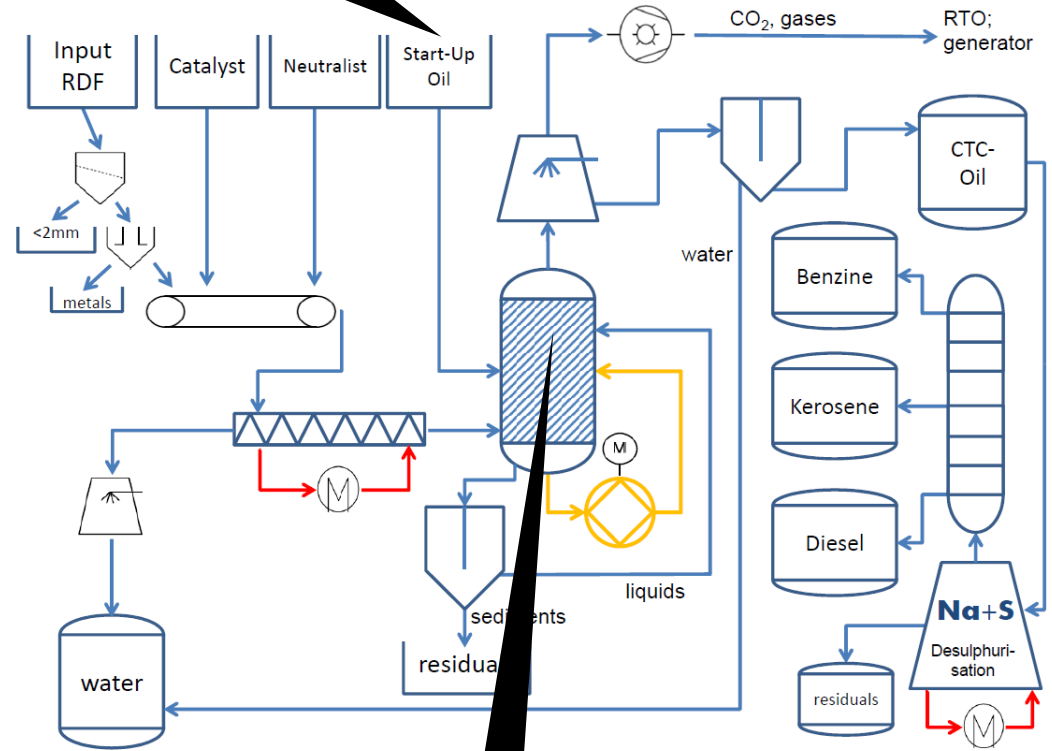 Input
RDF
Catalyst
Neutralist
Start-Up
Oil
CO2, gases
RTO;
generator
CTC-
Oil
<2mm
metals
water
Benzine
Kerosene
Diesel
M
M
liquids
Na+S
Desulphuri-
sation
residuals
M
water